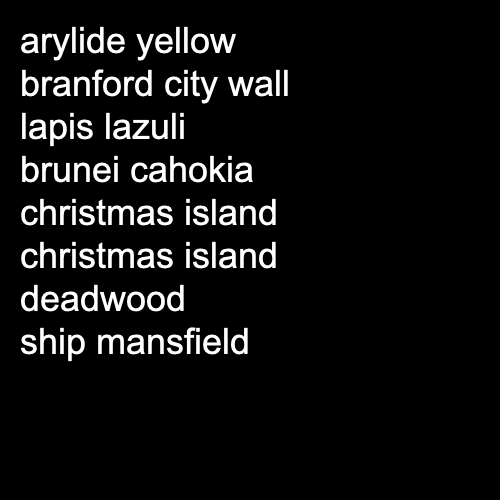 arylide yellow
branford city wall
lapis lazuli
brunei cahokia
christmas island
christmas island
deadwood
ship mansfield